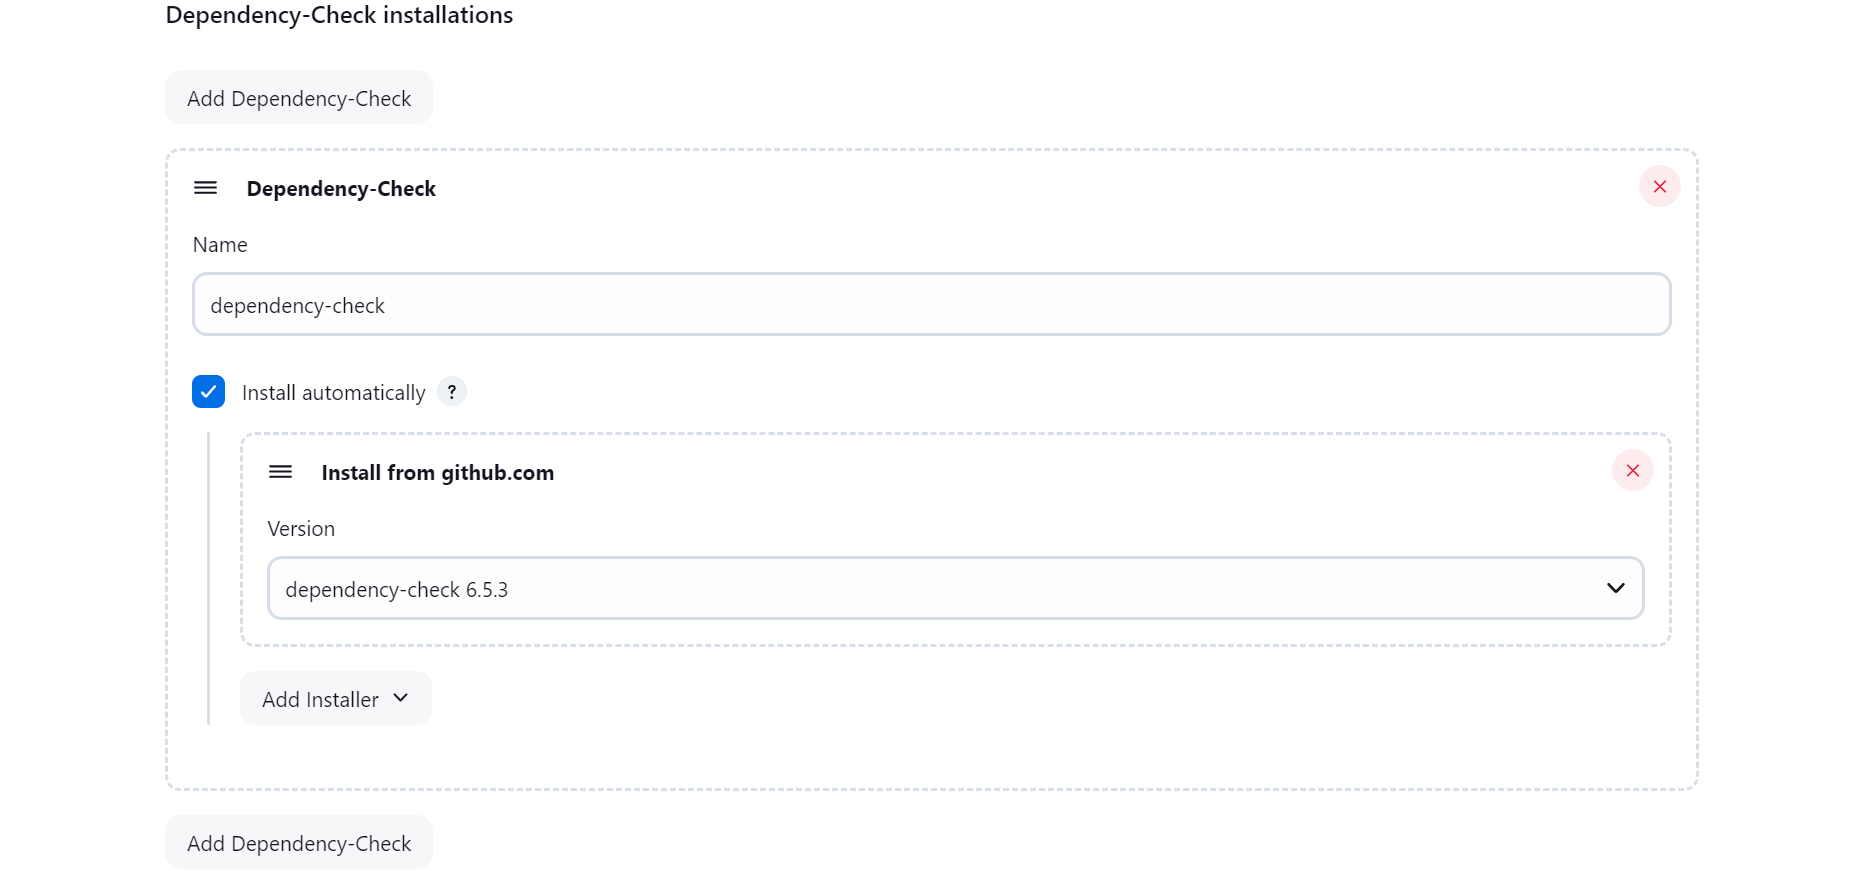 Dependency-Check installations
Add Dependency-Check
Dependency-Check
Name
dependency-check
Install automatically ?
Install from github.com
Version
dependency-check 6.5.3
Add Installer
Add Dependency-Check